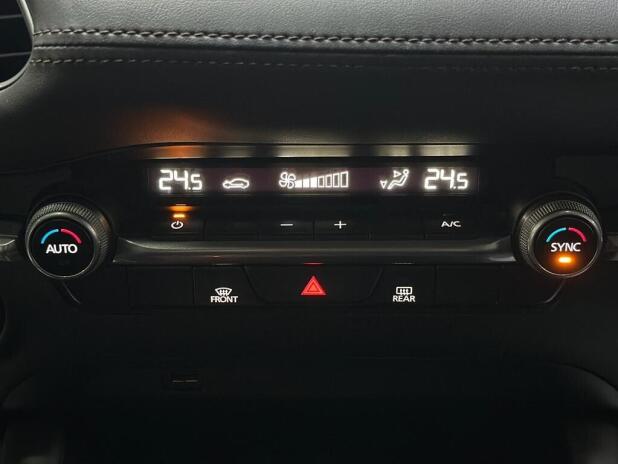 24.5 24.5
A/C
AUTO SYNC
FRONT REAR